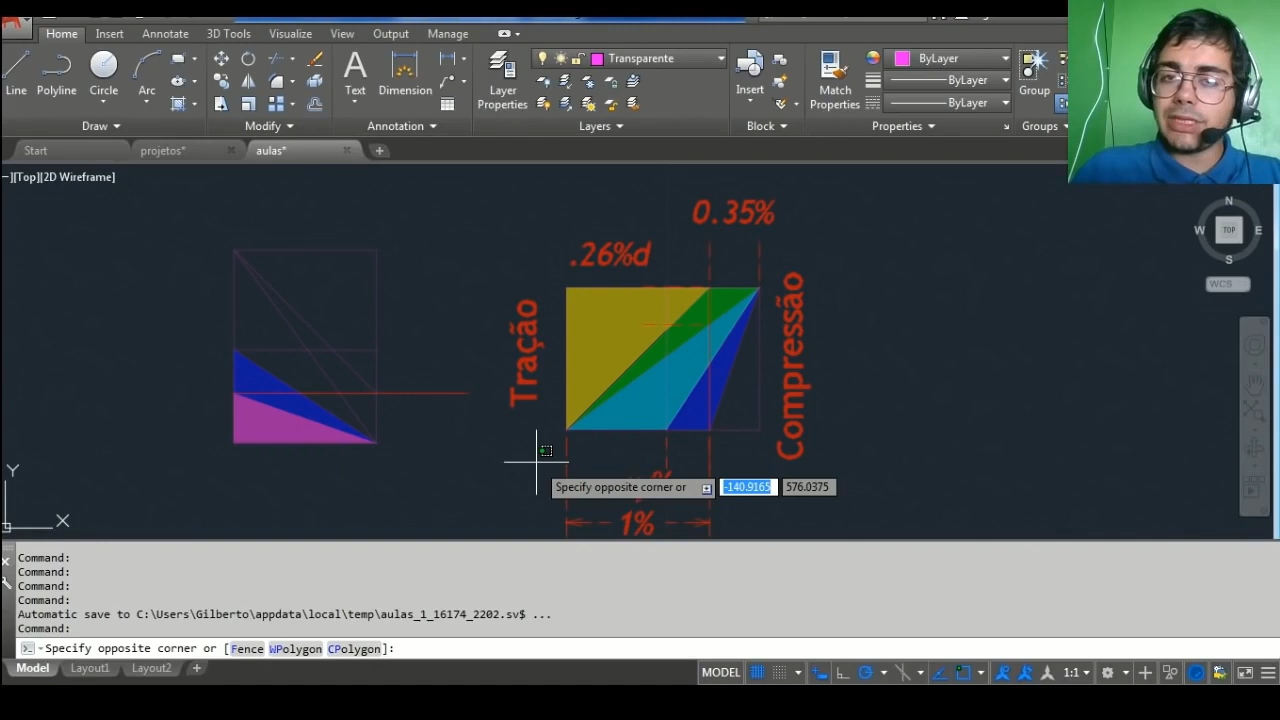 Home Insert Annotate 3D Tools Visualize View Output Manage
Transparente
ByLayer
ByLayer
ByLayer
Line Polyline Circle Arc
Text Dimension
Layer Properties
Insert
Match Properties
Group
Draw Modify Annotation Layers Block Properties Groups
Start projetos* aulas*
][Top][2D Wireframe]
N
W TOP E
S
WCS
0.35%
.26%d
Tração
Compressão
1%
Y
X
Specify opposite corner or -140.9165 576.0375
Command:
Command:
Command:
Command:
Automatic save to C:\Users\Gilberto\appdata\local\temp\aulas_1_16174_2202.sv$ ...
Command:
Specify opposite corner or [Fence WPolygon CPolygon]:
Model Layout1 Layout2
MODEL 1:1